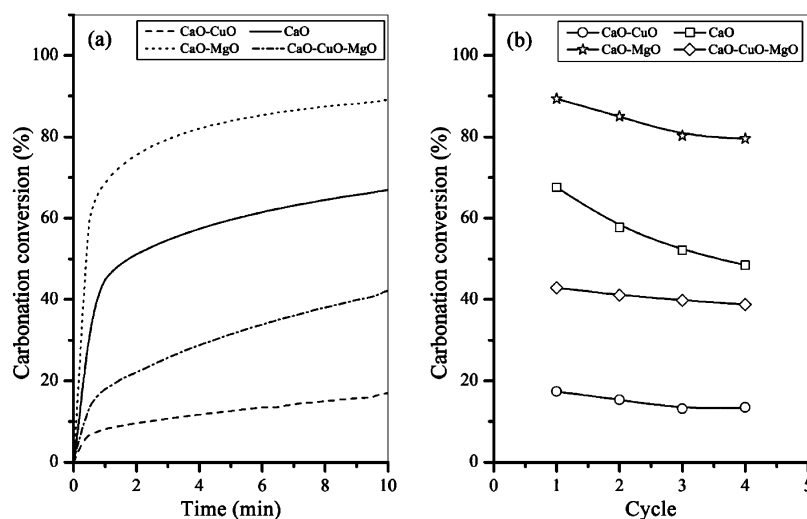 (a)
CaO-CuO CaO
CaO-MgO CaO-CuO-MgO
100
80
60
40
20
0
0 2 4 6 8 10
Time (min)
Carbonation conversion (%)
(b)
CaO-CuO CaO
CaO-MgO CaO-CuO-MgO
100
80
60
40
20
0
0 1 2 3 4 5
Cycle
Carbonation conversion (%)